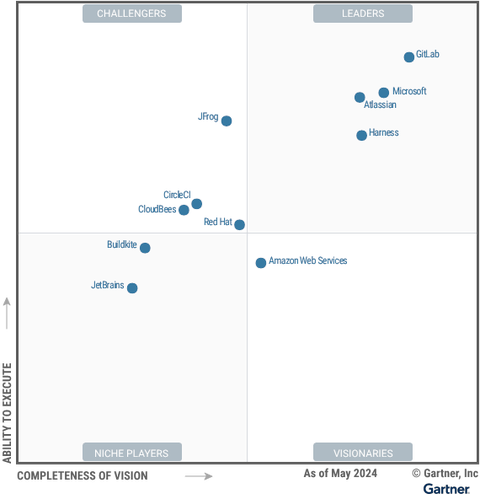 CHALLENGERS
LEADERS
GitLab
Microsoft
Atlassian
JFrog
Harness
CircleCI
CloudBees
Red Hat
Buildkite
Amazon Web Services
JetBrains
ABILITY TO EXECUTE
NICHE PLAYERS
VISIONARIES
COMPLETENESS OF VISION
As of May 2024
© Gartner, Inc
Gartner